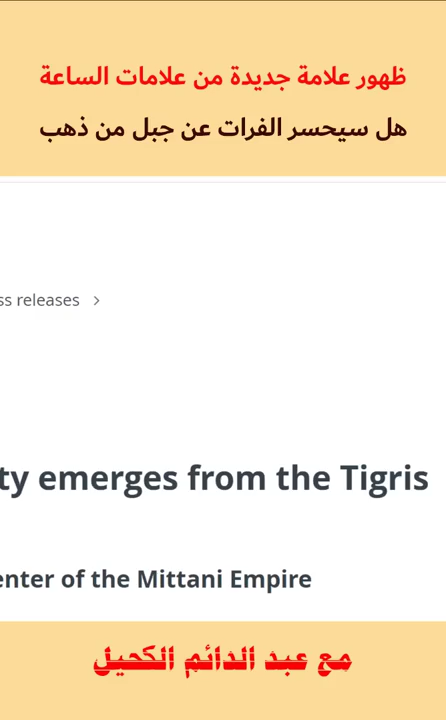 ظهور علامة جديدة من علامات الساعة
هل سيحسر الفرات عن جبل من ذهب
ss releases >
ty emerges from the Tigris
enter of the Mittani Empire
مع عبد الدائم الكحيل